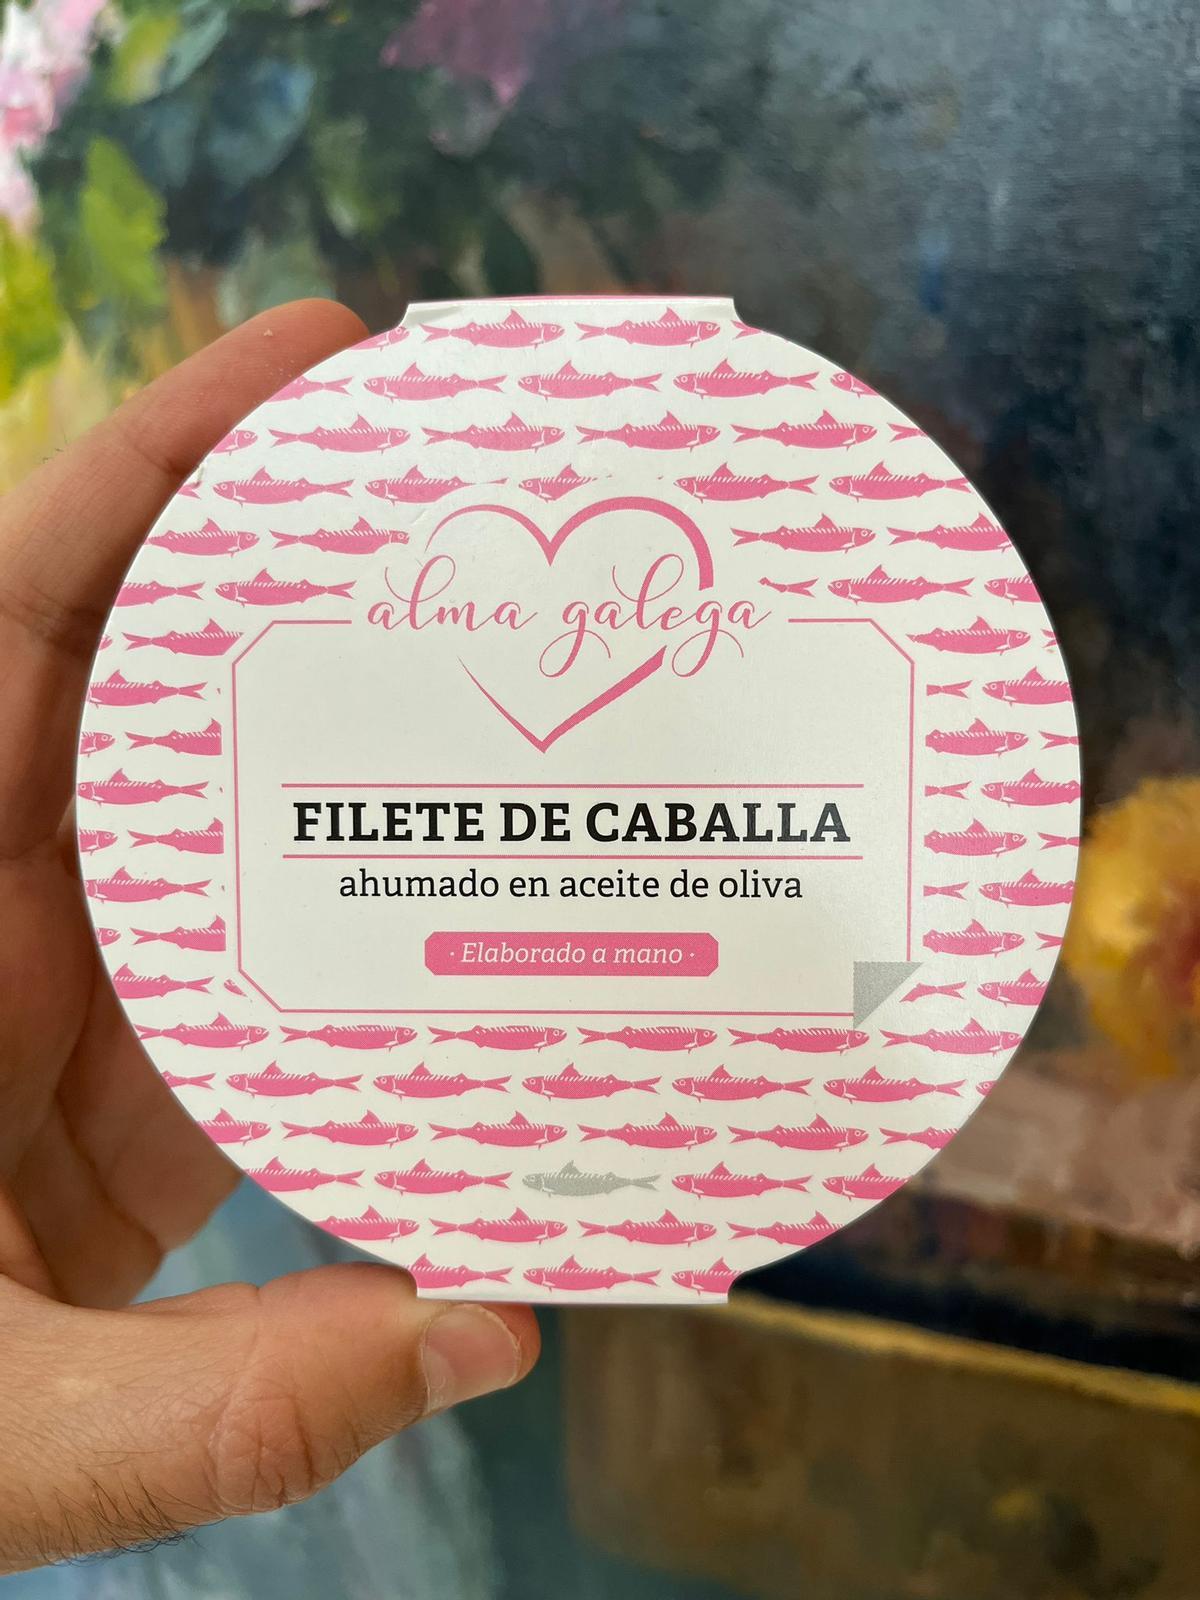 alma galega
FILETE DE CABALLA
ahumado en aceite de oliva
· Elaborado a mano ·